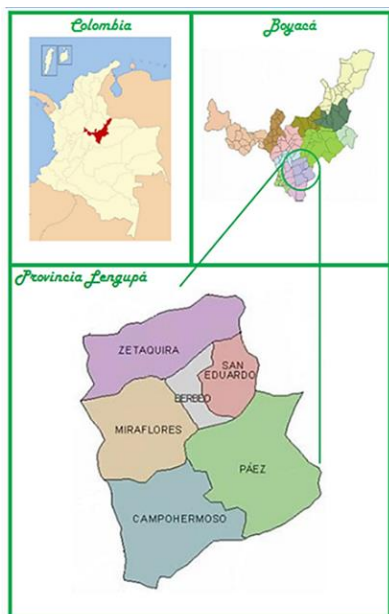 Colombia
Boyacá
Provincia Lengupá
ZETAQUIRA
SAN
EDUARDO
BERBEO
MIRAFLORES
PÁEZ
CAMPOHERMOSO